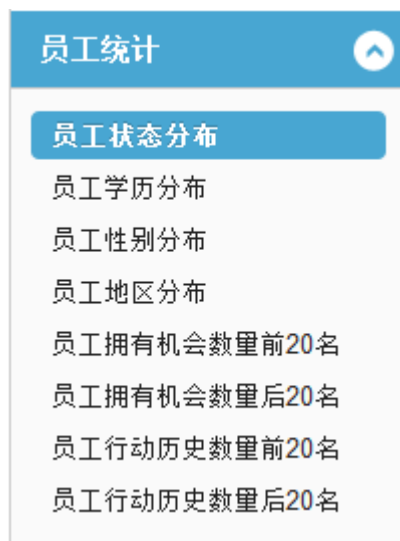 员工统计
员工状态分布
员工学历分布
员工性别分布
员工地区分布
员工拥有机会数量前20名
员工拥有机会数量后20名
员工行动历史数量前20名
员工行动历史数量后20名